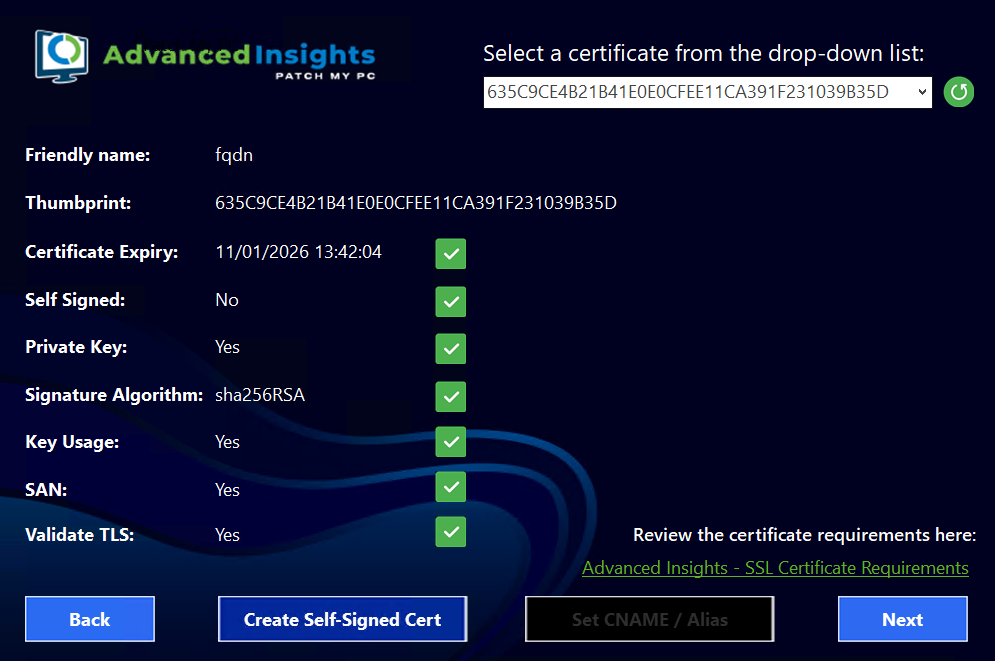 AdvancedInsights
PATCH MY PC
Select a certificate from the drop-down list:
635C9CE4B21B41E0E0CFEE11CA391F231039B35D
Friendly name: fqdn
Thumbprint: 635C9CE4B21B41E0E0CFEE11CA391F231039B35D
Certificate Expiry: 11/01/2026 13:42:04
Self Signed: No
Private Key: Yes
Signature Algorithm: sha256RSA
Key Usage: Yes
SAN: Yes
Validate TLS: Yes
Review the certificate requirements here:
Advanced Insights - SSL Certificate Requirements
Back Create Self-Signed Cert Set CNAME / Alias Next